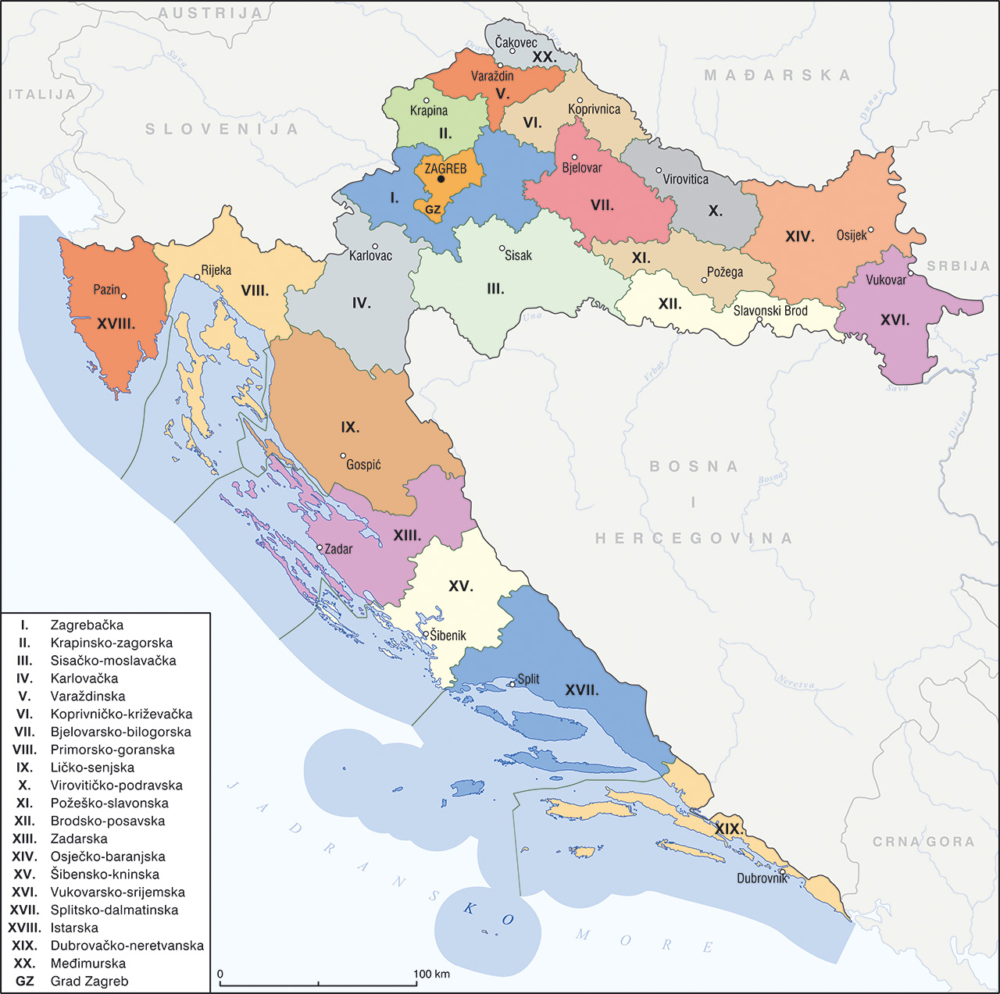 AUSTRIJA
Mura
Čakovec
XX.
Drava
Sava
MAĐARSKA
Varaždin
V.
ITALIJA
Dunav
Krapina
Koprivnica
II.
VI.
SLOVENIJA
ZAGREB
Bjelovar
Virovitica
I.
GZ
VII.
X.
XIV.
Osijek
Karlovac
Sisak
XI.
SRBIJA
Rijeka
Požega
Vukovar
Pazin
VIII.
III.
IV.
XII.
Slavonski Brod
XVIII.
Una
XVI.
Vrbas
Sava
Drina
IX.
Gospić
BOSNA
Bosna
I
HERCEGOVINA
XIII.
Zadar
XV.
Šibenik
Split
XVII.
Neretva
XIX.
CRNA GORA
Dubrovnik
JADRANSKO
MORE
I. Zagrebačka
II. Krapinsko-zagorska
III. Sisačko-moslavačka
IV. Karlovačka
V. Varaždinska
VI. Koprivničko-križevačka
VII. Bjelovarsko-bilogorska
VIII. Primorsko-goranska
IX. Ličko-senjska
X. Virovitičko-podravska
XI. Požeško-slavonska
XII. Brodsko-posavska
XIII. Zadarska
XIV. Osječko-baranjska
XV. Šibensko-kninska
XVI. Vukovarsko-srijemska
XVII. Splitsko-dalmatinska
XVIII. Istarska
XIX. Dubrovačko-neretvanska
XX. Međimurska
GZ Grad Zagreb
0 100 km